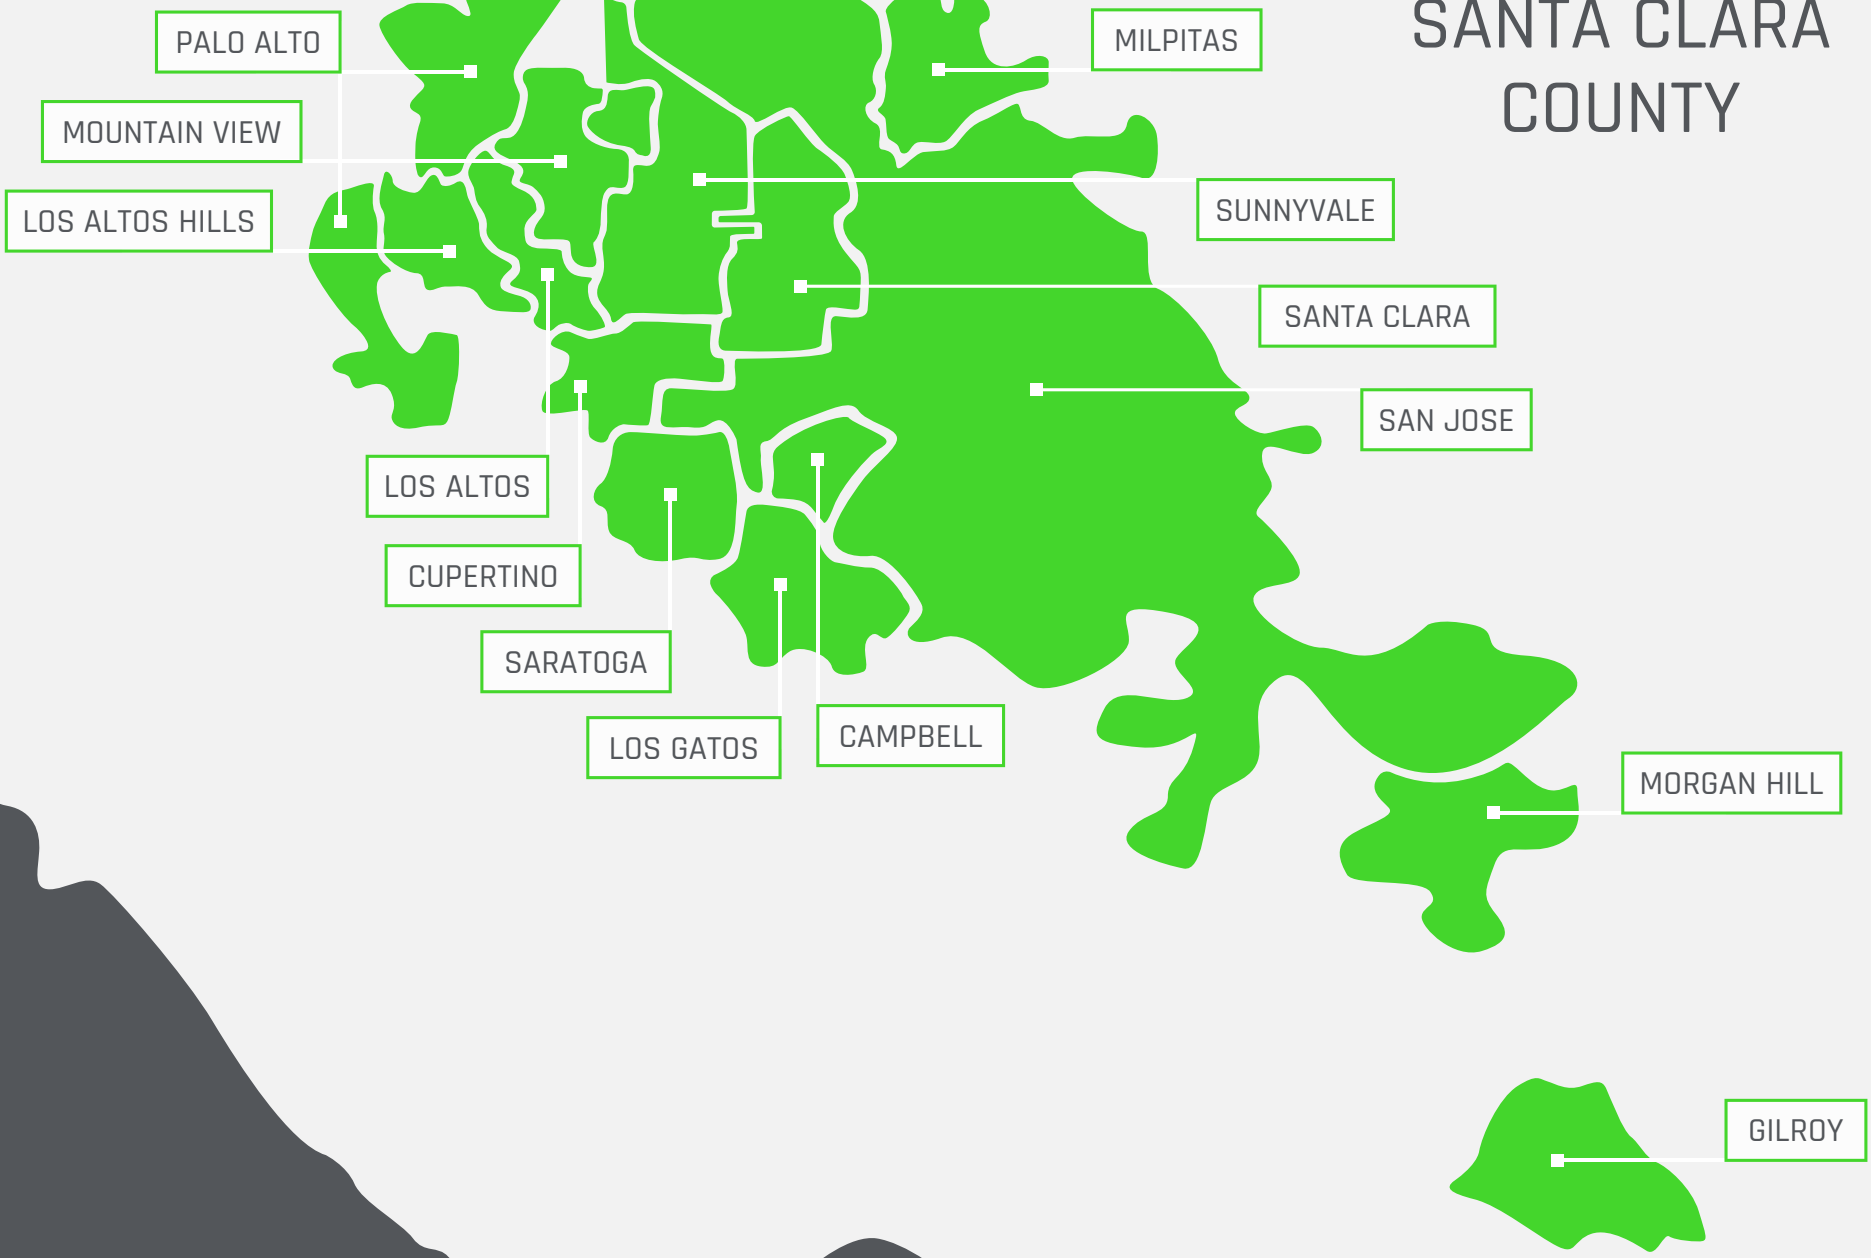 SANTA CLARA
COUNTY
PALO ALTO
MILPITAS
MOUNTAIN VIEW
LOS ALTOS HILLS
SUNNYVALE
SANTA CLARA
SAN JOSE
LOS ALTOS
CUPERTINO
SARATOGA
LOS GATOS
CAMPBELL
MORGAN HILL
GILROY